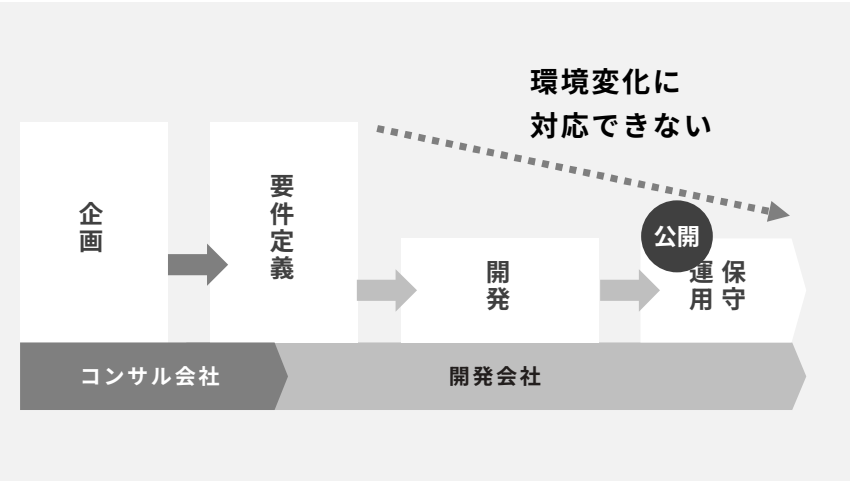 環境変化に
対応できない
企画
要件定義
開発
公開
保守
運用
コンサル会社
開発会社